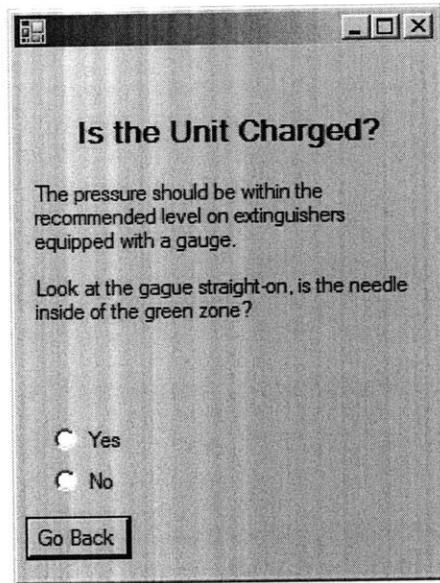 Is the Unit Charged?
The pressure should be within the
recommended level on extinguishers
equipped with a gauge.
Look at the gague straight-on, is the needle
inside of the green zone?
Yes
No
Go Back